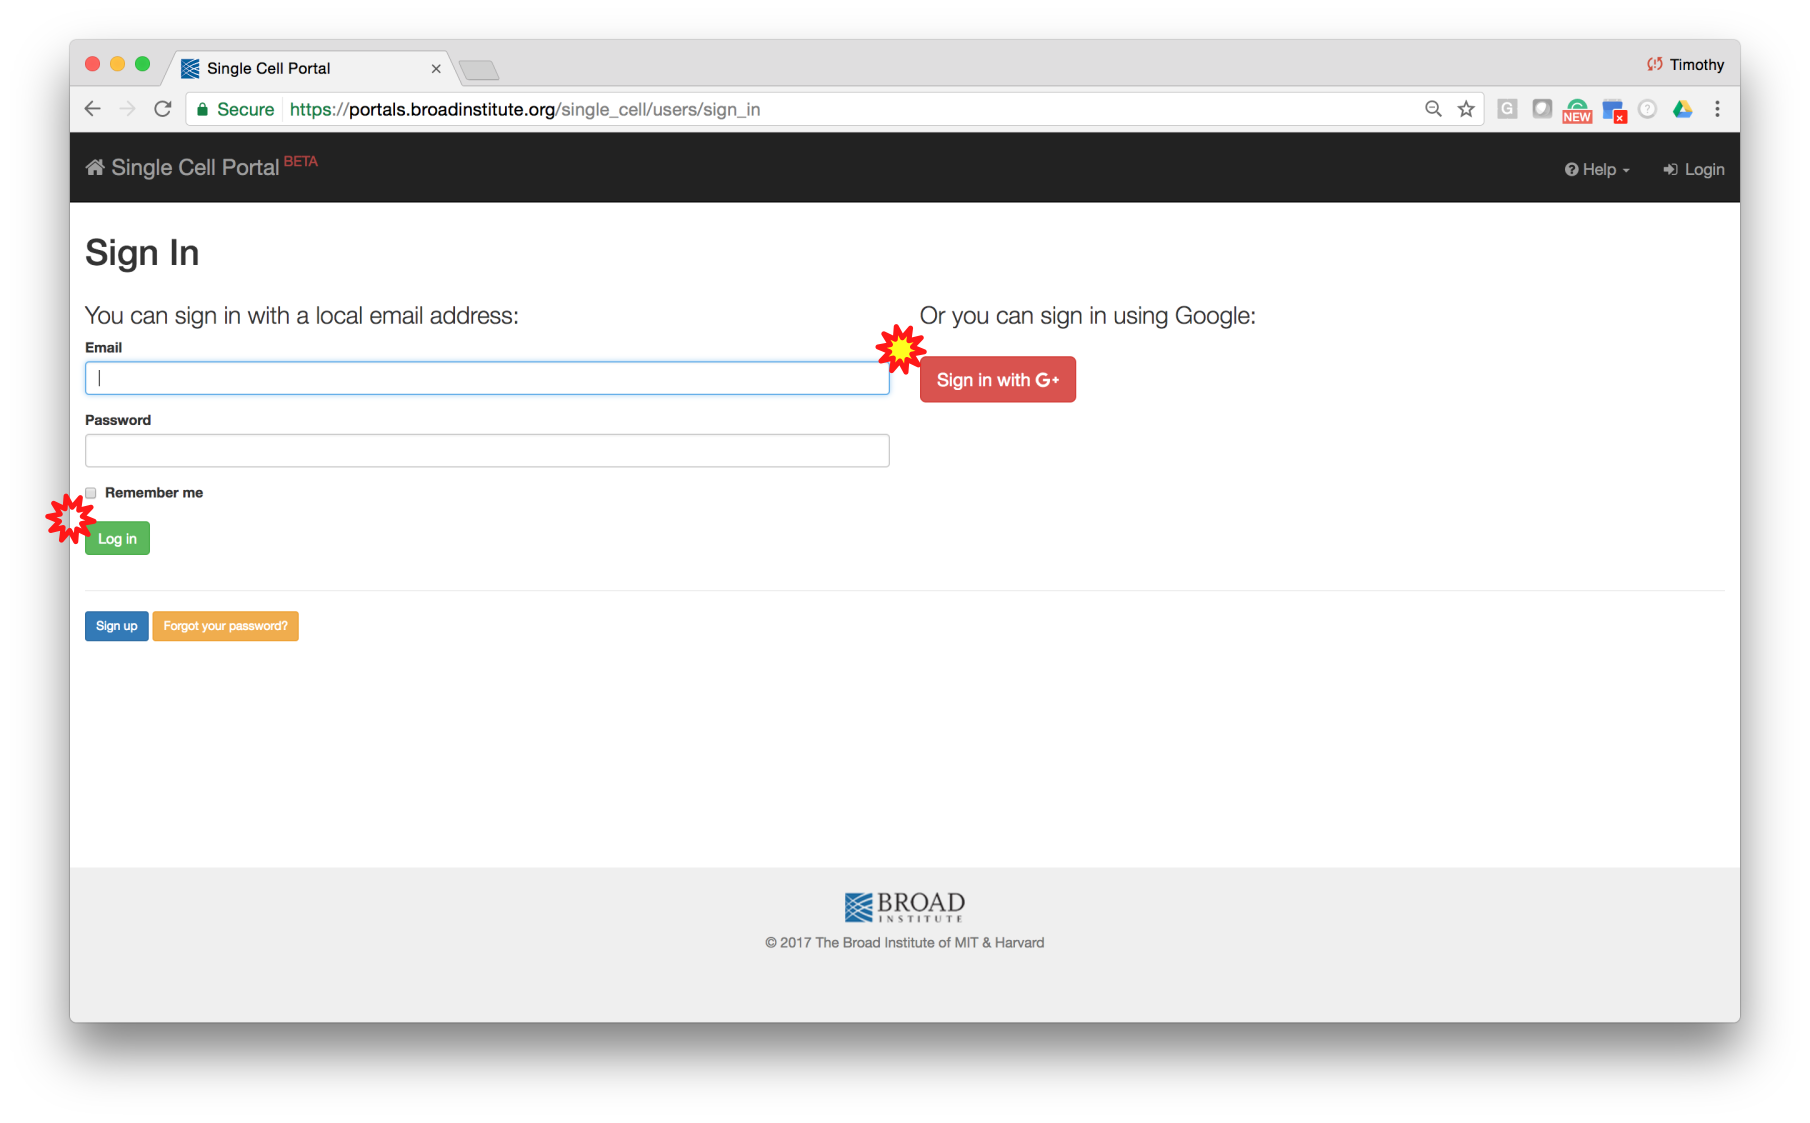 Single Cell Portal
Timothy
Secure https://portals.broadinstitute.org/single_cell/users/sign_in
G
NEW
Single Cell Portal BETA
Help
Login
Sign In
You can sign in with a local email address:
Or you can sign in using Google:
Email
Sign in with G+
Password
Remember me
Log in
Sign up
Forgot your password?
BROAD
INSTITUTE
© 2017 The Broad Institute of MIT & Harvard